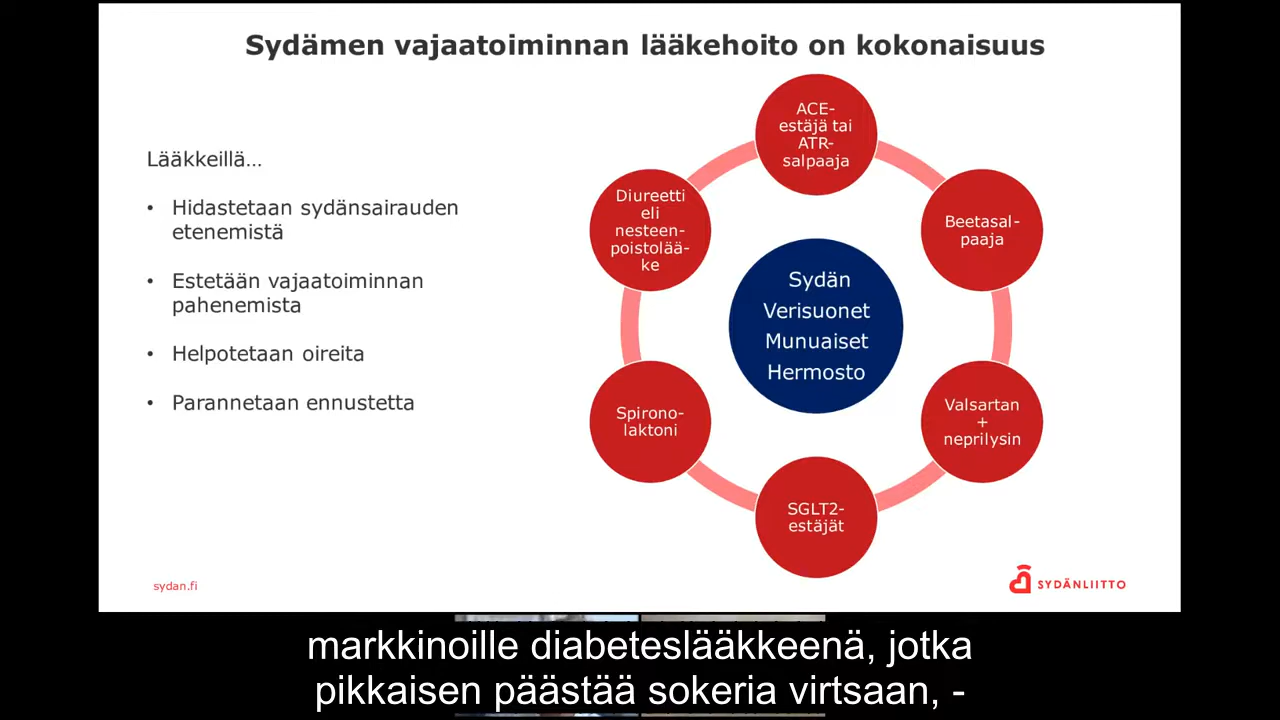 Sydämen vajaatoiminnan lääkehoito on kokonaisuus
Lääkkeillä…
• Hidastetaan sydänsairauden
etenemistä
• Estetään vajaatoiminnan
pahenemista
• Helpotetaan oireita
• Parannetaan ennustetta
ACE-
estäjä tai
ATR-
salpaaja
Beetasal-
paaja
Valsartan
+
neprilysin
SGLT2-
estäjät
Spirono-
laktoni
Diureetti
eli
nesteen-
poistolää-
ke
Sydän
Verisuonet
Munuaiset
Hermosto
sydan.fi
SYDÄNLIITTO
markkinoille diabeteslääkkeenä, jotka
pikkaisen päästää sokeria virtsaan, -